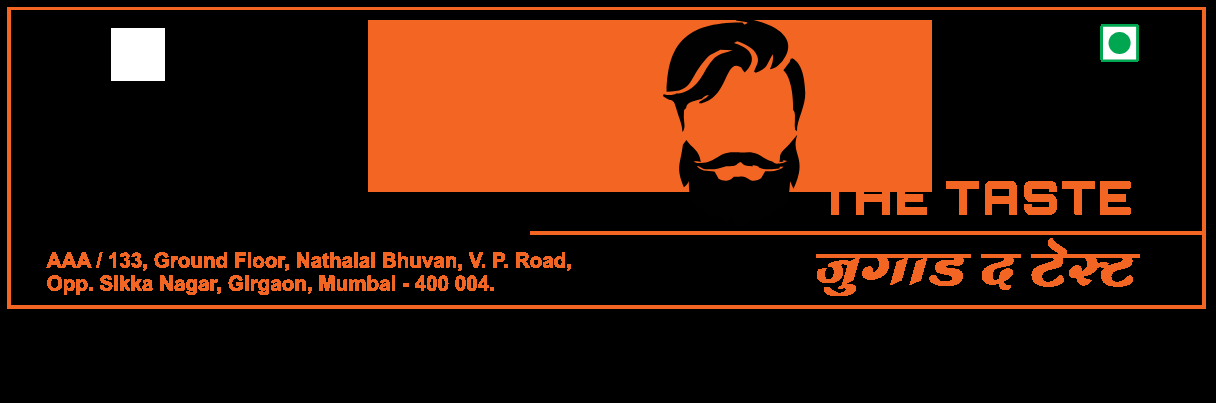 THE TASTE
AAA / 133, Ground Floor, Nathalal Bhuvan, V. P. Road,
Opp. Sikka Nagar, Girgaon, Mumbai - 400 004.
जुगाड द टेस्ट